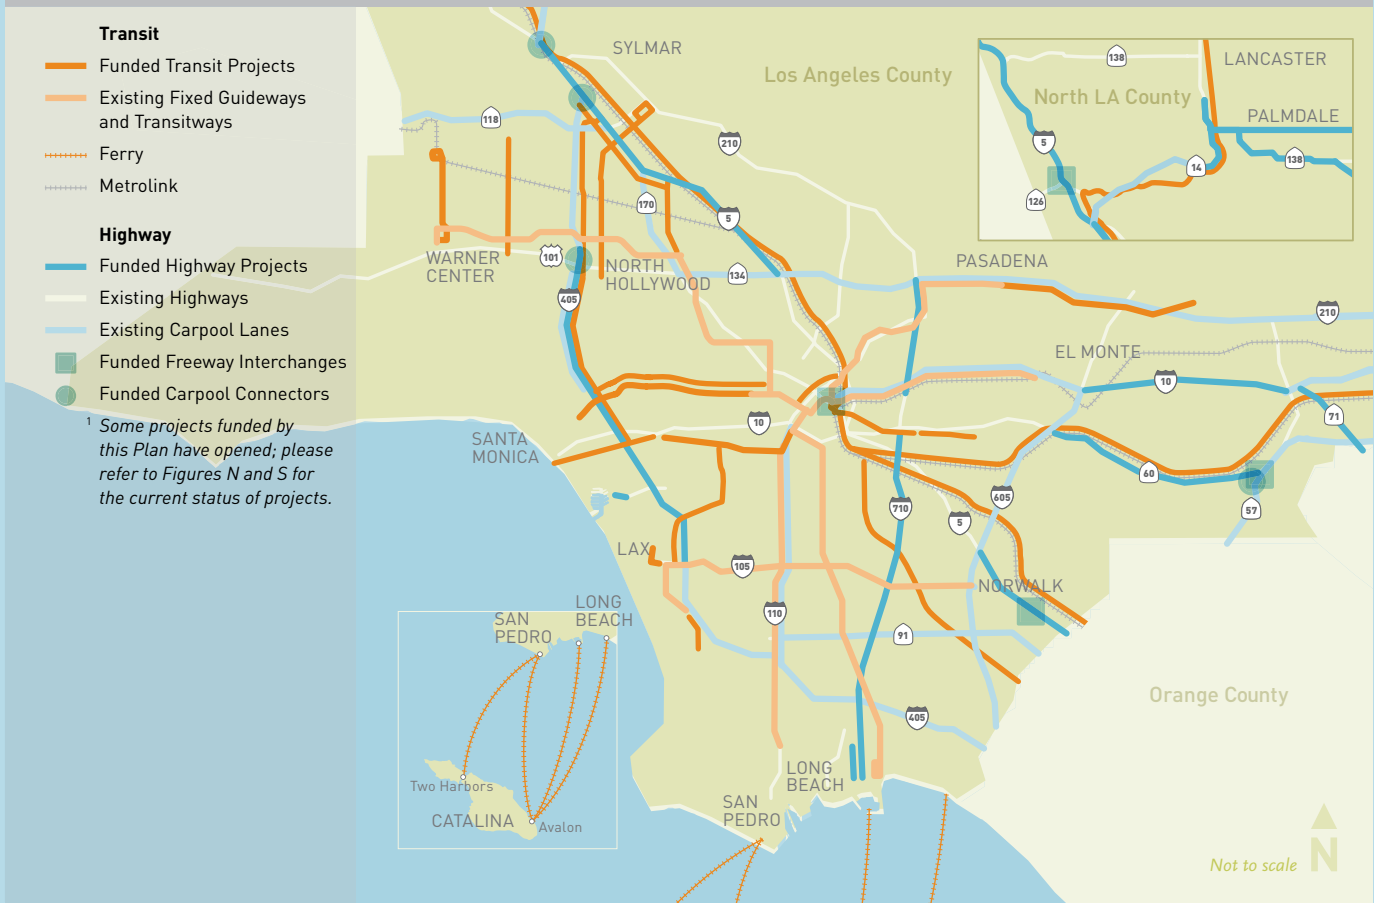 Transit
Funded Transit Projects
Existing Fixed Guideways
and Transitways
Ferry
Metrolink
Highway
Funded Highway Projects
Existing Highways
Existing Carpool Lanes
Funded Freeway Interchanges
Funded Carpool Connectors
1 Some projects funded by
this Plan have opened; please
refer to Figures N and S for
the current status of projects.
SYLMAR
Los Angeles County
118
210
170
5
WARNER
CENTER
101
NORTH
HOLLYWOOD
134
405
PASADENA
210
EL MONTE
10
71
10
SANTA
MONICA
60
57
605
710
5
LAX
105
NORWALK
110
91
405
Orange County
LONG
BEACH
SAN
PEDRO
138
LANCASTER
North LA County
PALMDALE
5
14
138
126
SAN
PEDRO
LONG
BEACH
Two Harbors
CATALINA
Avalon
Not to scale
N